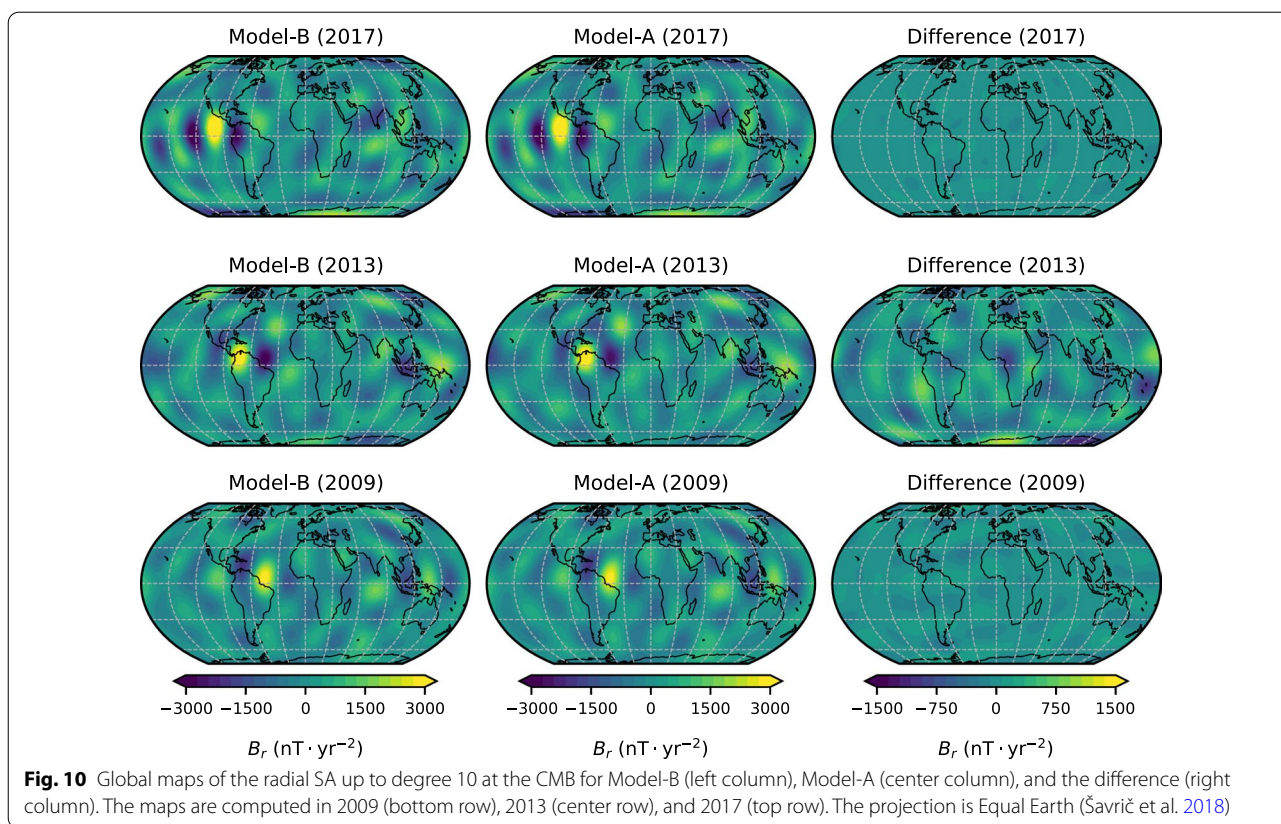 Model-B (2017) Model-A (2017) Difference (2017)
Model-B (2013) Model-A (2013) Difference (2013)
Model-B (2009) Model-A (2009) Difference (2009)
−3000 −1500 0 1500 3000 −3000 −1500 0 1500 3000 −1500 −750 0 750 1500
B_r (nT · yr⁻²) B_r (nT · yr⁻²) B_r (nT · yr⁻²)
Fig. 10 Global maps of the radial SA up to degree 10 at the CMB for Model-B (left column), Model-A (center column), and the difference (right
column). The maps are computed in 2009 (bottom row), 2013 (center row), and 2017 (top row). The projection is Equal Earth (Šavrič et al. 2018)